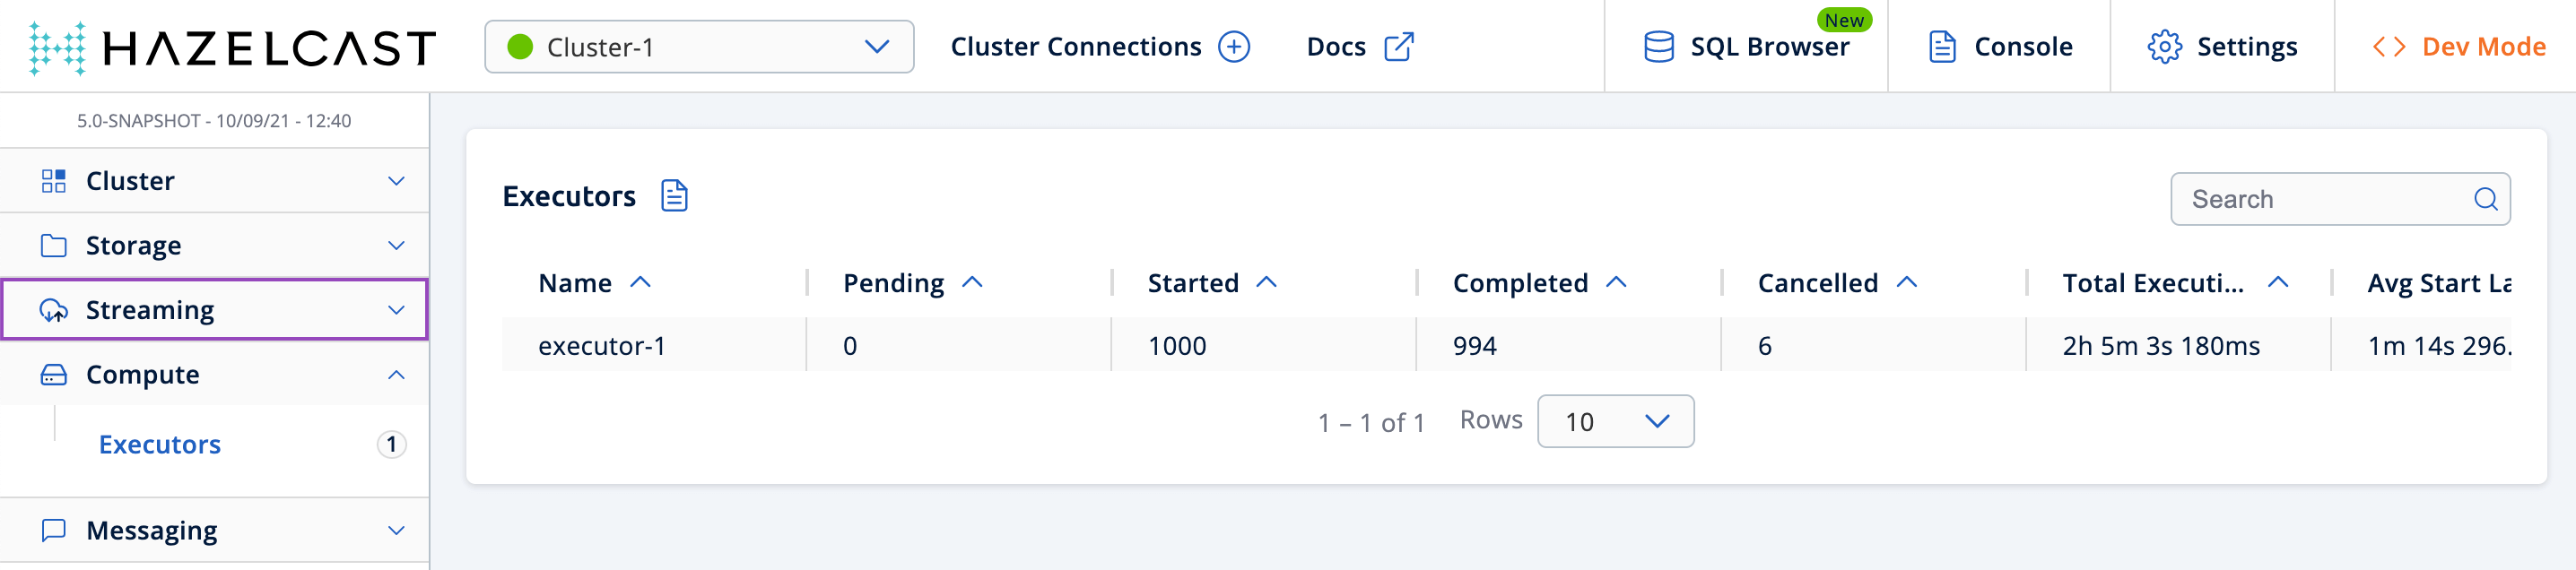 HAZELCAST
Cluster-1
Cluster Connections
Docs
New
SQL Browser
Console
Settings
Dev Mode
5.0-SNAPSHOT - 10/09/21 - 12:40
Cluster
Storage
Streaming
Compute
Executors 1
Messaging
Executors
Search
Name Pending Started Completed Cancelled Total Executi... Avg Start La
executor-1 0 1000 994 6 2h 5m 3s 180ms 1m 14s 296.
1 – 1 of 1 Rows 10